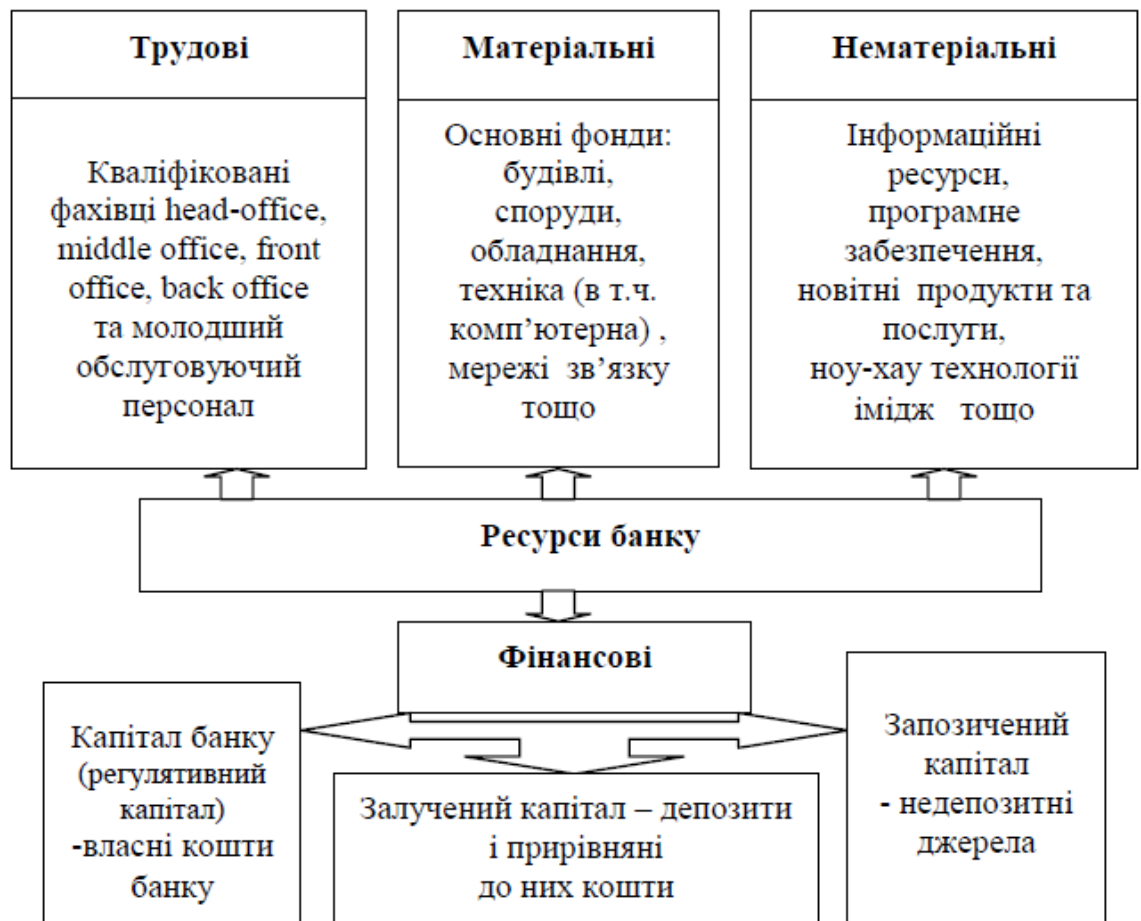 Трудові
Кваліфіковані
фахівці head-office,
middle office, front
office, back office
та молодший
обслуговуючий
персонал
Матеріальні
Основні фонди:
будівлі,
споруди,
обладнання,
техніка (в т.ч.
комп’ютерна) ,
мережі зв’язку
тощо
Нематеріальні
Інформаційні
ресурси,
програмне
забезпечення,
новітні продукти та
послуги,
ноу-хау технології
імідж тощо
Ресурси банку
Фінансові
Капітал банку
(регулятивний
капітал)
-власні кошти
банку
Залучений капітал – депозити
і прирівняні
до них кошти
Запозичений
капітал
- недепозитні
джерела